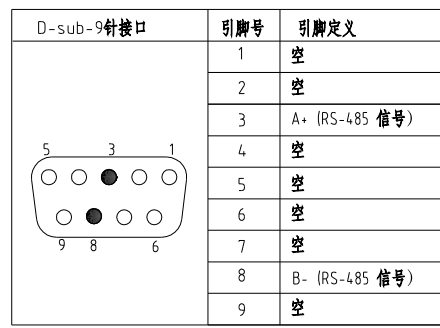 D-sub-9针接口 引脚号 引脚定义
1 空
2 空
3 A+ (RS-485 信号)
4 空
5 空
6 空
7 空
8 B- (RS-485 信号)
9 空
5 3 1
9 8 6